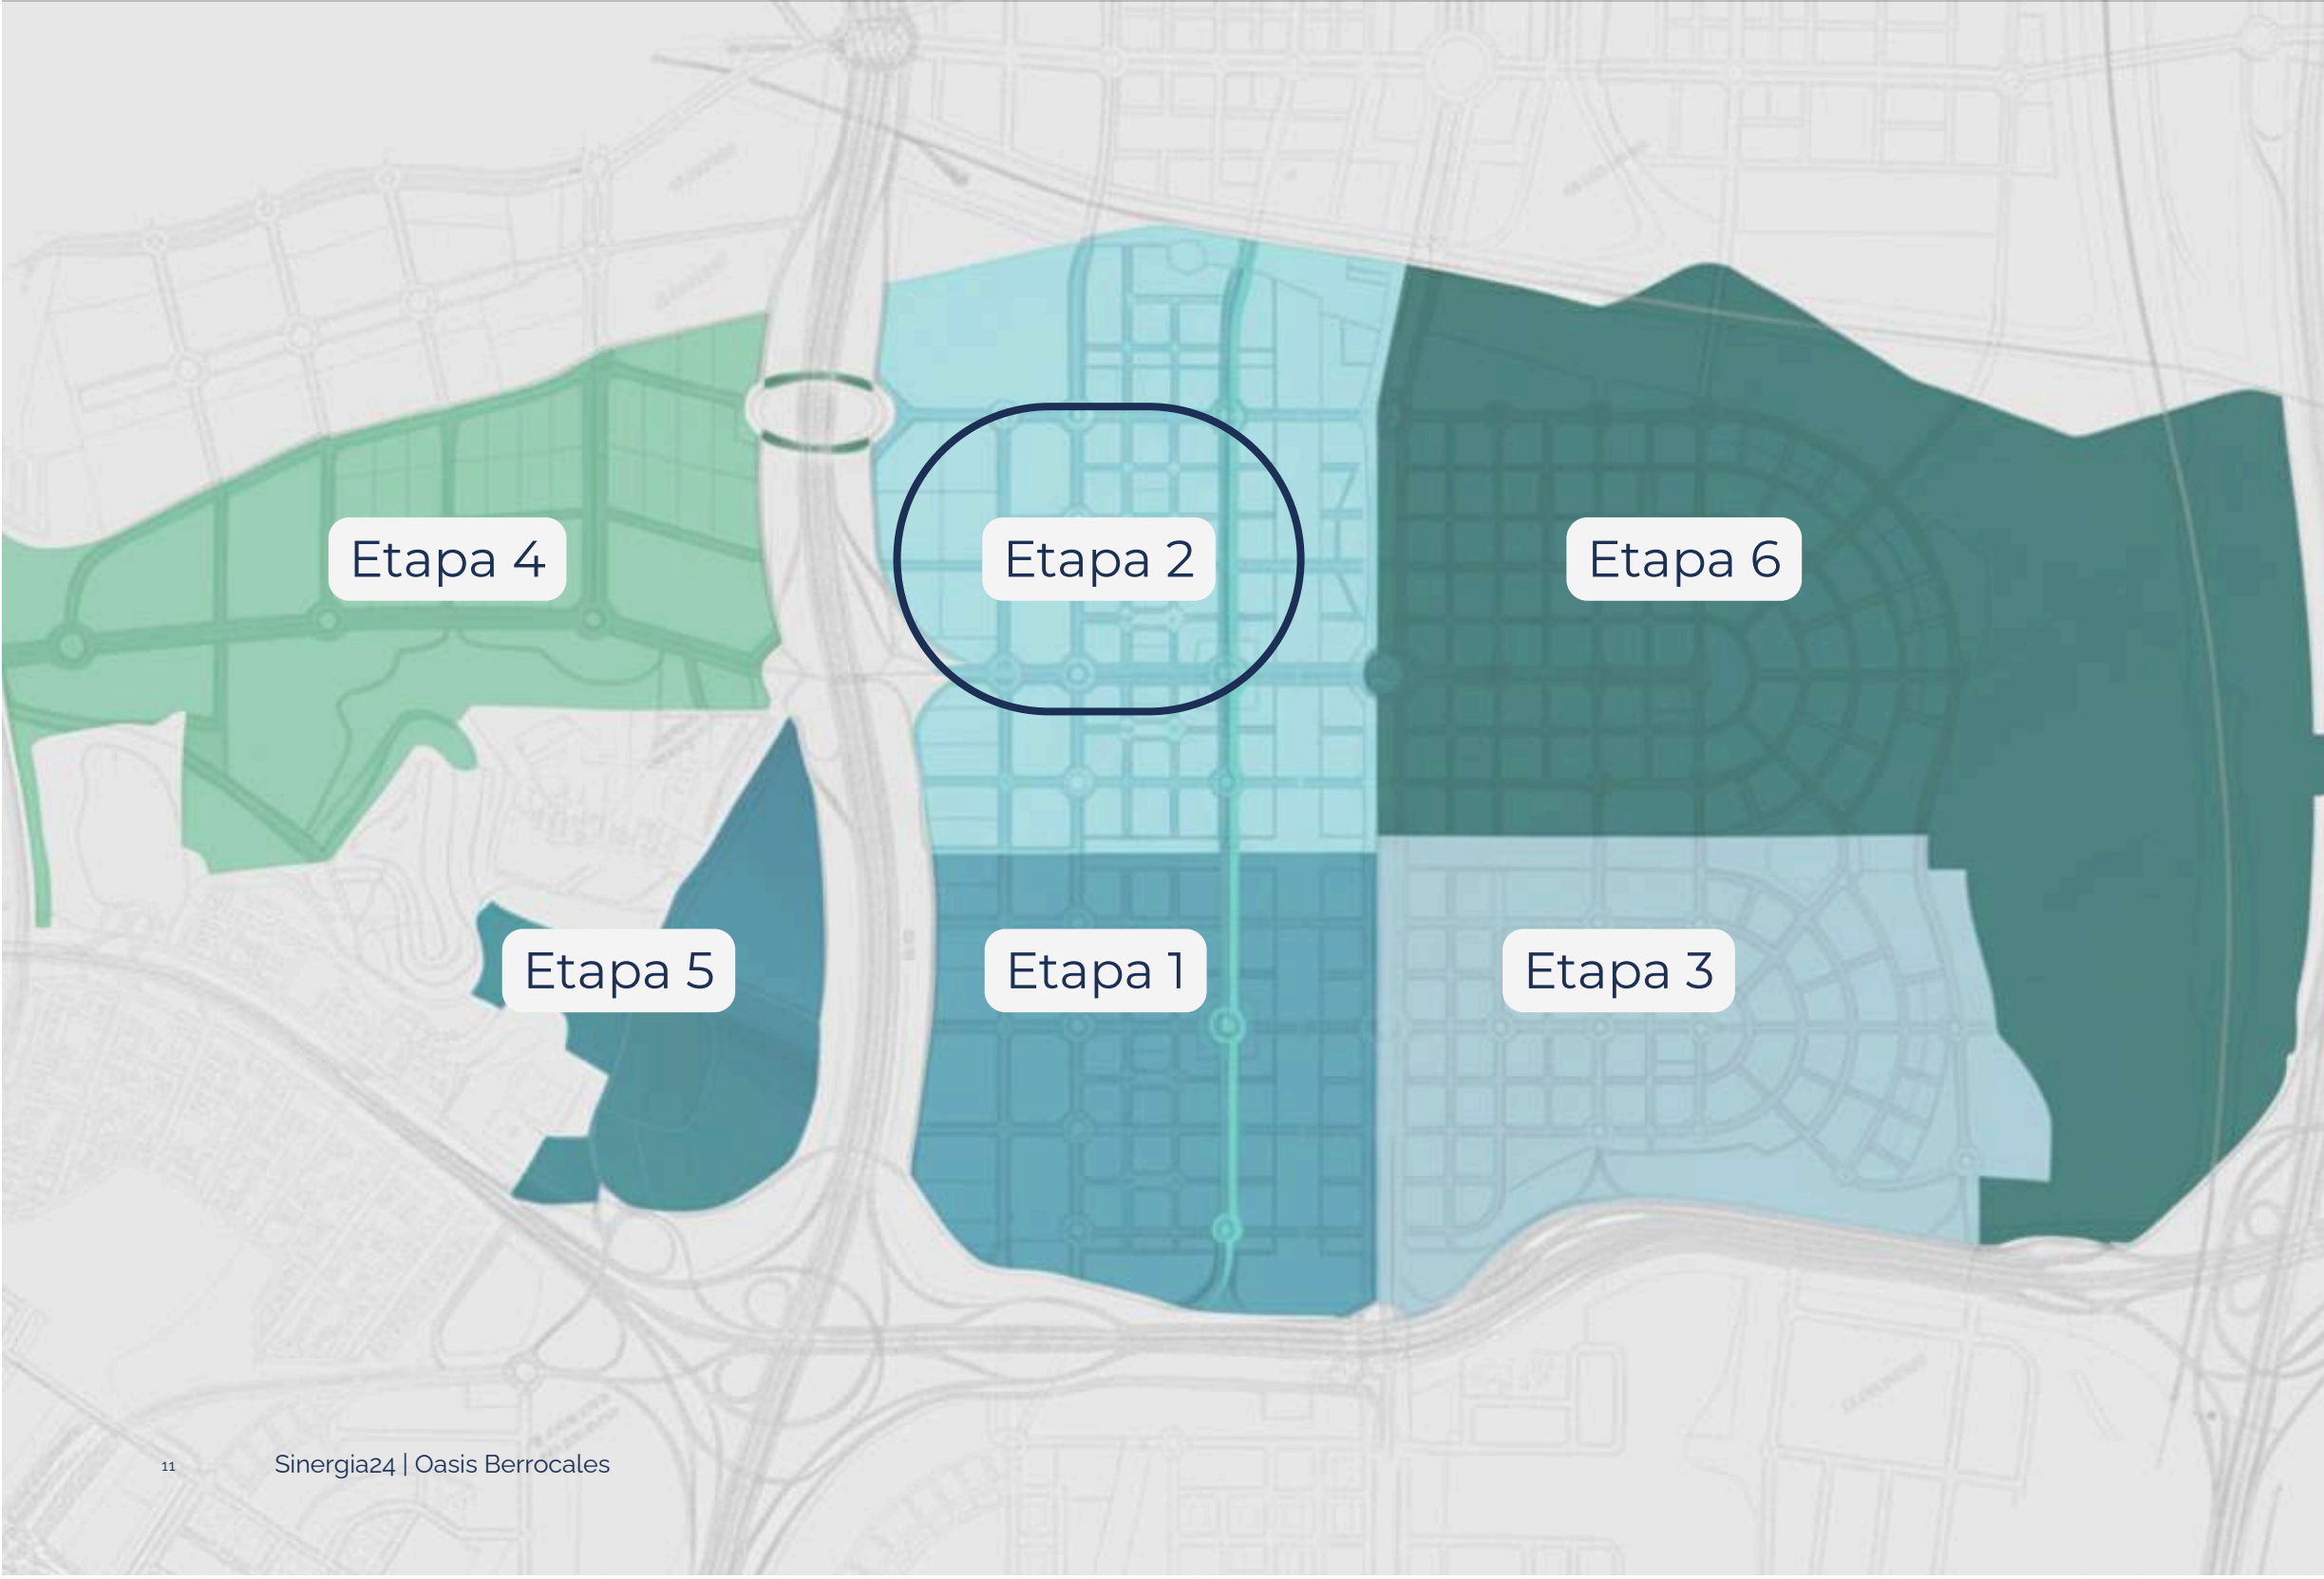 Etapa 4
Etapa 2
Etapa 6
Etapa 5
Etapa 1
Etapa 3
11
Sinergia24 | Oasis Berrocales